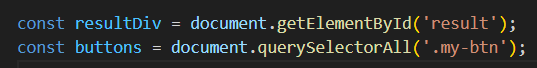 const resultDiv = document.getElementById('result');
const buttons = document.querySelectorAll('.my-btn');